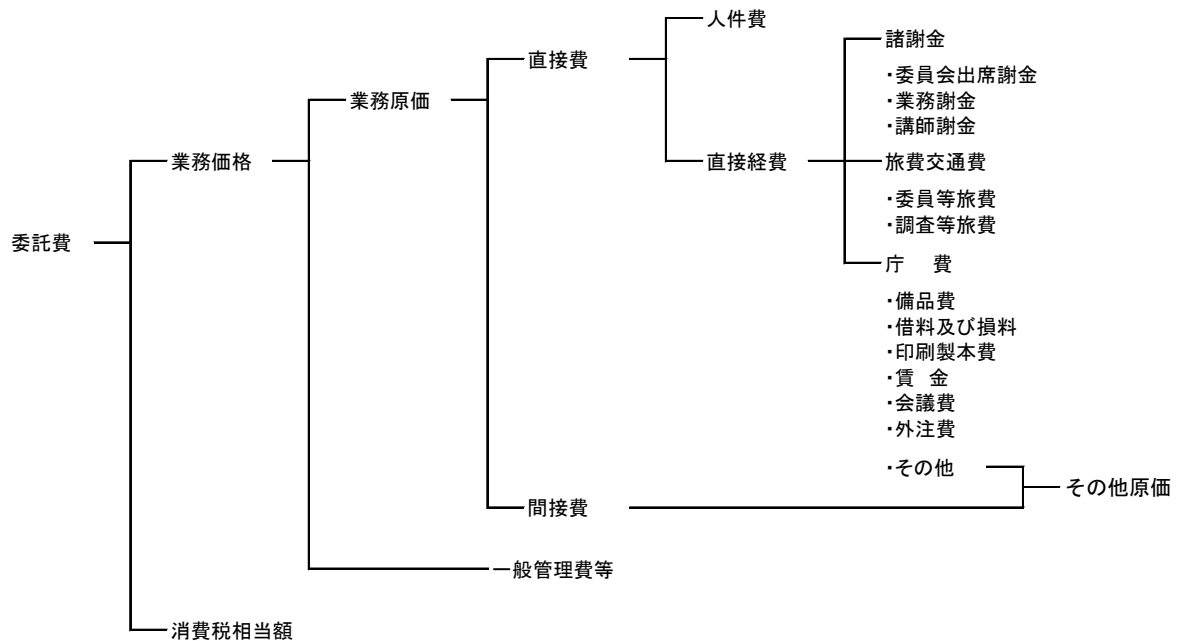 人件費
諸謝金
直接費
・委員会出席謝金
業務原価
・業務謝金
・講師謝金
業務価格
直接経費
旅費交通費
・委員等旅費
・調査等旅費
委託費
庁　費
・備品費
・借料及び損料
・印刷製本費
・賃 金
・会議費
・外注費
・その他
その他原価
間接費
一般管理費等
消費税相当額